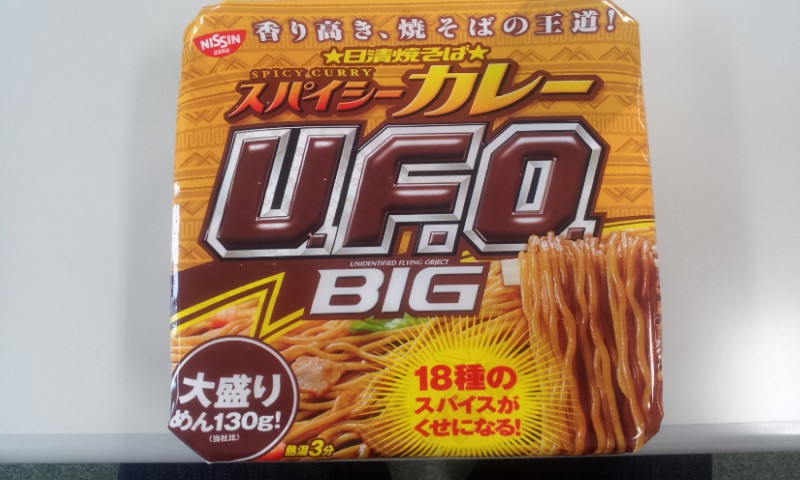 香り高き、焼そばの王道!
NISSIN
★日清焼そば★
SPICY CURRY
スパイシーカレー
U.F.O.
UNIDENTIFIED FLYING OBJECT
BIG
大盛り
めん130g!
(当社比)
18種の
スパイスが
くせになる!
熱湯3分